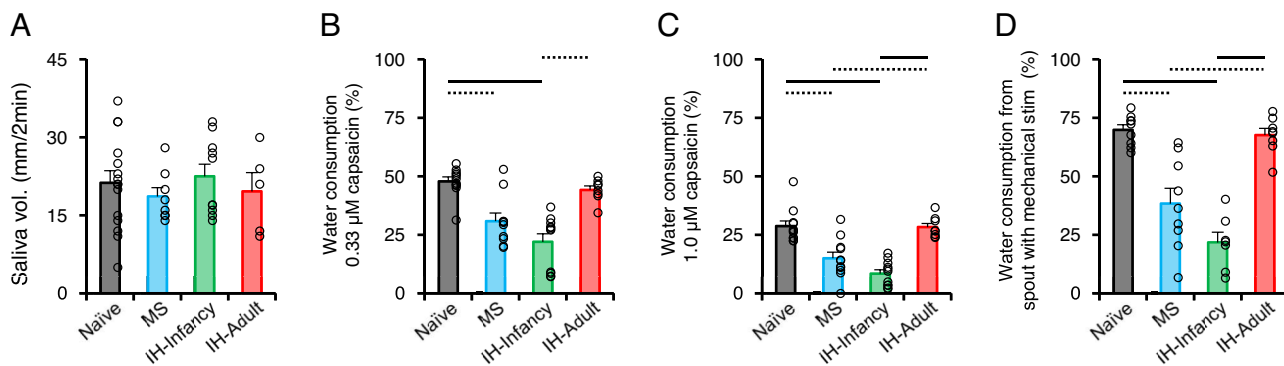 A
Saliva vol. (mm/2min)
45
30
15
0
Naïve
MS
IH-Infancy
IH-Adult
B
Water consumption
0.33 µM capsaicin (%)
100
50
25
0
Naïve
MS
IH-Infancy
IH-Adult
C
Water consumption
1.0 µM capsaicin (%)
100
50
25
0
Naïve
MS
IH-Infancy
IH-Adult
D
Water consumption from
spout with mechanical stim (%)
100
75
50
25
0
Naïve
MS
iH-Infancy
IH-Adult